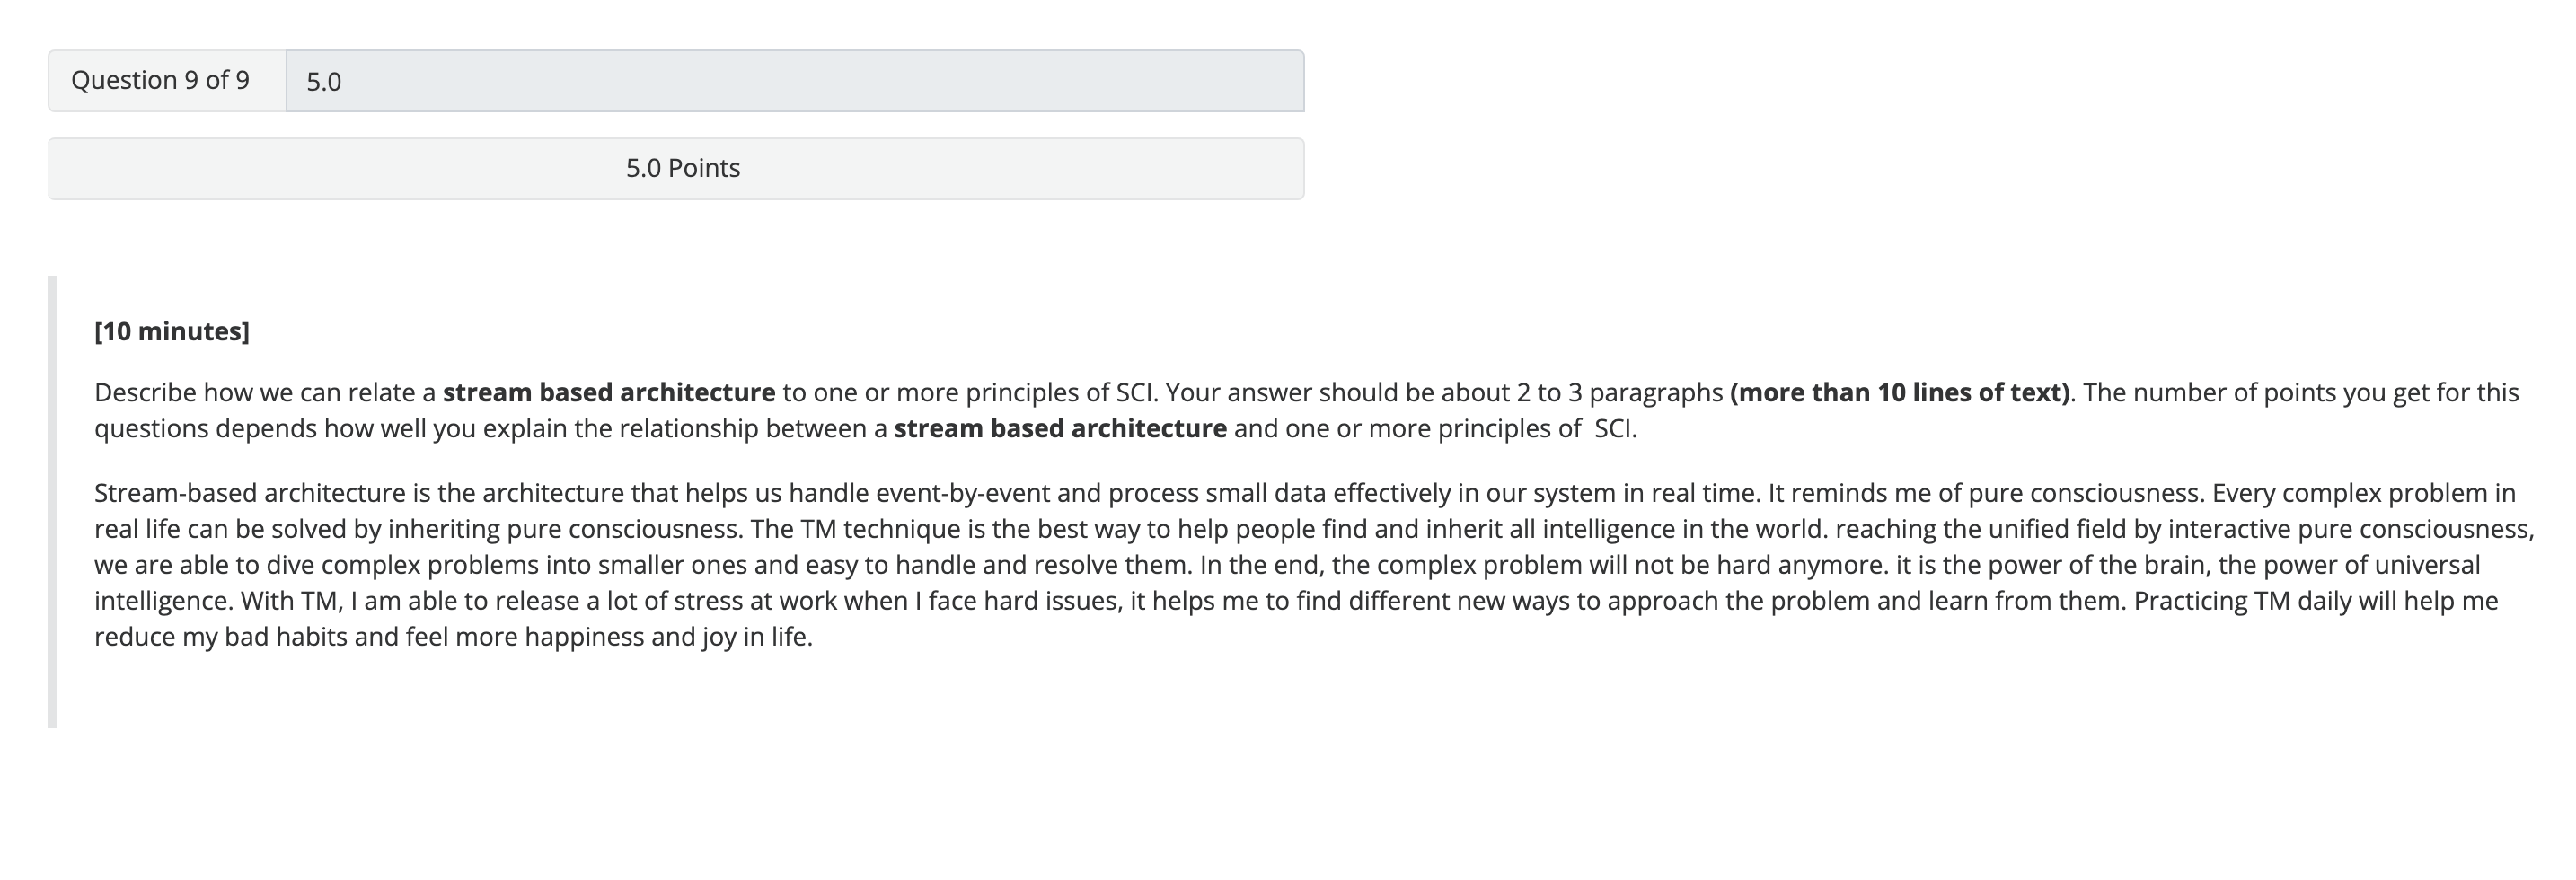 Question 9 of 9
5.0
5.0 Points
[10 minutes]
Describe how we can relate a stream based architecture to one or more principles of SCI. Your answer should be about 2 to 3 paragraphs (more than 10 lines of text). The number of points you get for this
questions depends how well you explain the relationship between a stream based architecture and one or more principles of  SCI.
Stream-based architecture is the architecture that helps us handle event-by-event and process small data effectively in our system in real time. It reminds me of pure consciousness. Every complex problem in
real life can be solved by inheriting pure consciousness. The TM technique is the best way to help people find and inherit all intelligence in the world. reaching the unified field by interactive pure consciousness,
we are able to dive complex problems into smaller ones and easy to handle and resolve them. In the end, the complex problem will not be hard anymore. it is the power of the brain, the power of universal
intelligence. With TM, I am able to release a lot of stress at work when I face hard issues, it helps me to find different new ways to approach the problem and learn from them. Practicing TM daily will help me
reduce my bad habits and feel more happiness and joy in life.